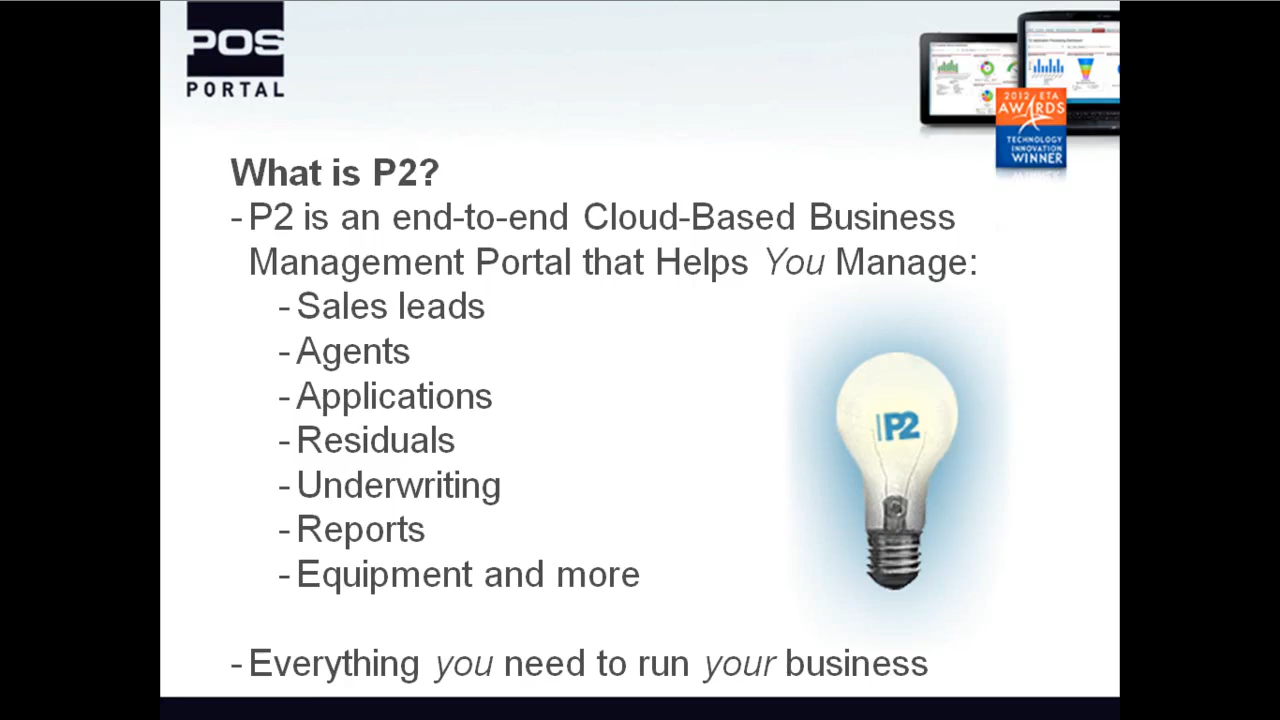 POS
PORTAL
2012 ETA
AWARDS
TECHNOLOGY
INNOVATION
WINNER
What is P2?
- P2 is an end-to-end Cloud-Based Business
Management Portal that Helps You Manage:
- Sales leads
- Agents
- Applications
- Residuals
- Underwriting
- Reports
- Equipment and more
P2
- Everything you need to run your business